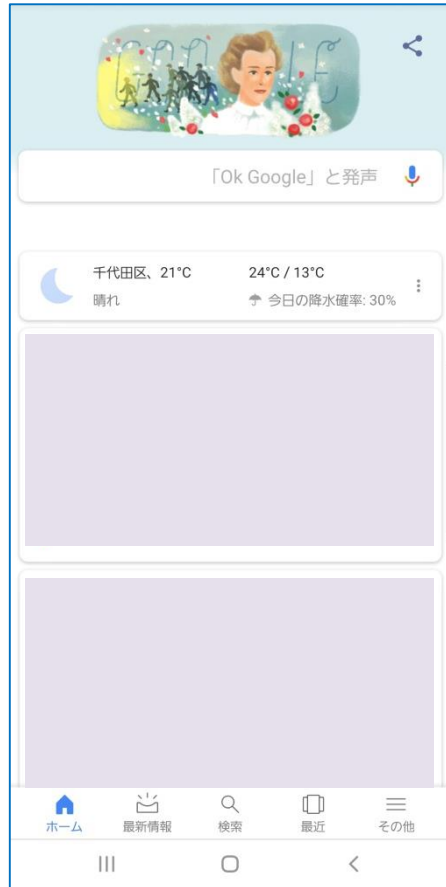 「Ok Google」と発声
千代田区、21°C
24°C / 13°C
晴れ
今日の降水確率: 30%
ホーム
最新情報
検索
最近
その他